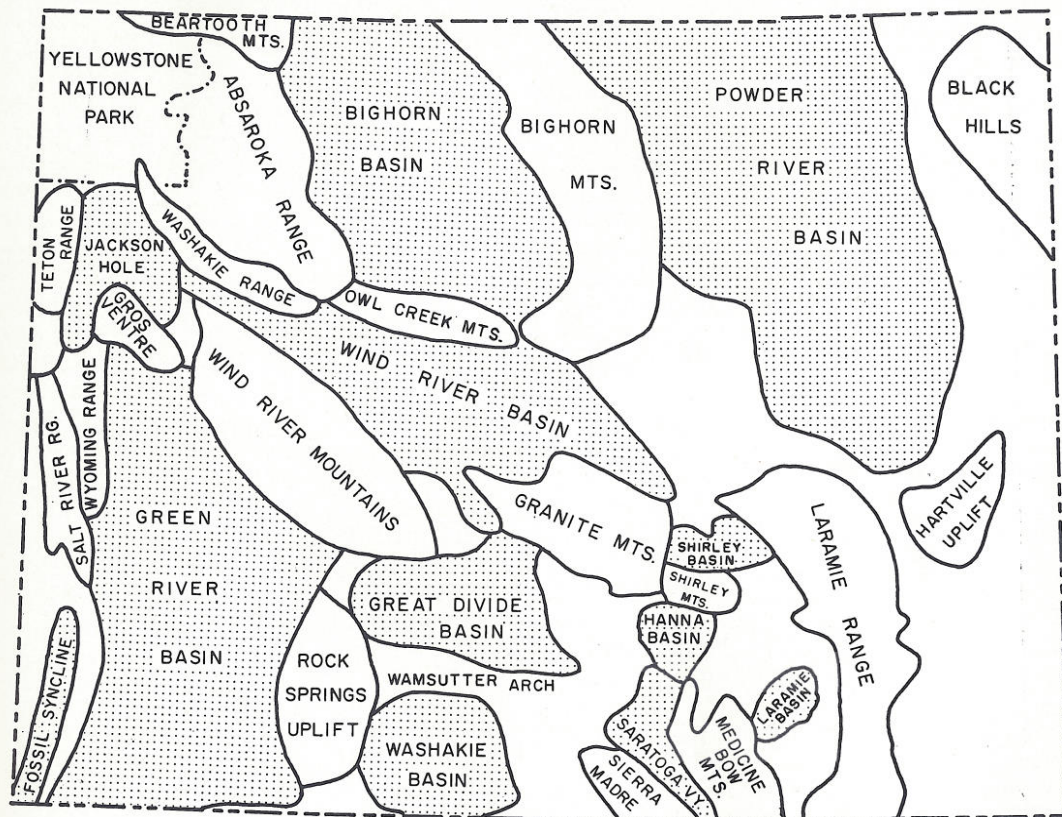 BEARTOOTH
MTS.
YELLOWSTONE
NATIONAL
PARK
ABSAROKA RANGE
BIGHORN
BASIN
BIGHORN
MTS.
POWDER
RIVER
BASIN
BLACK
HILLS
TETON
RANGE
JACKSON
HOLE
WASHAKIE RANGE
GROS
VENTRE
OWL CREEK MTS.
WIND RIVER BASIN
WIND RIVER MOUNTAINS
SALT RIVER RG.
WYOMING RANGE
GREEN
RIVER
BASIN
GRANITE MTS.
SHIRLEY
BASIN
SHIRLEY
MTS.
HANNA
BASIN
LARAMIE RANGE
HARTVILLE
UPLIFT
GREAT DIVIDE
BASIN
WAMSUTTER ARCH
ROCK
SPRINGS
UPLIFT
WASHAKIE
BASIN
FOSSIL SYNCLINE
SARATOGA VY.
SIERRA
MADRE
MEDICINE
BOW
MTS.
LARAMIE
BASIN